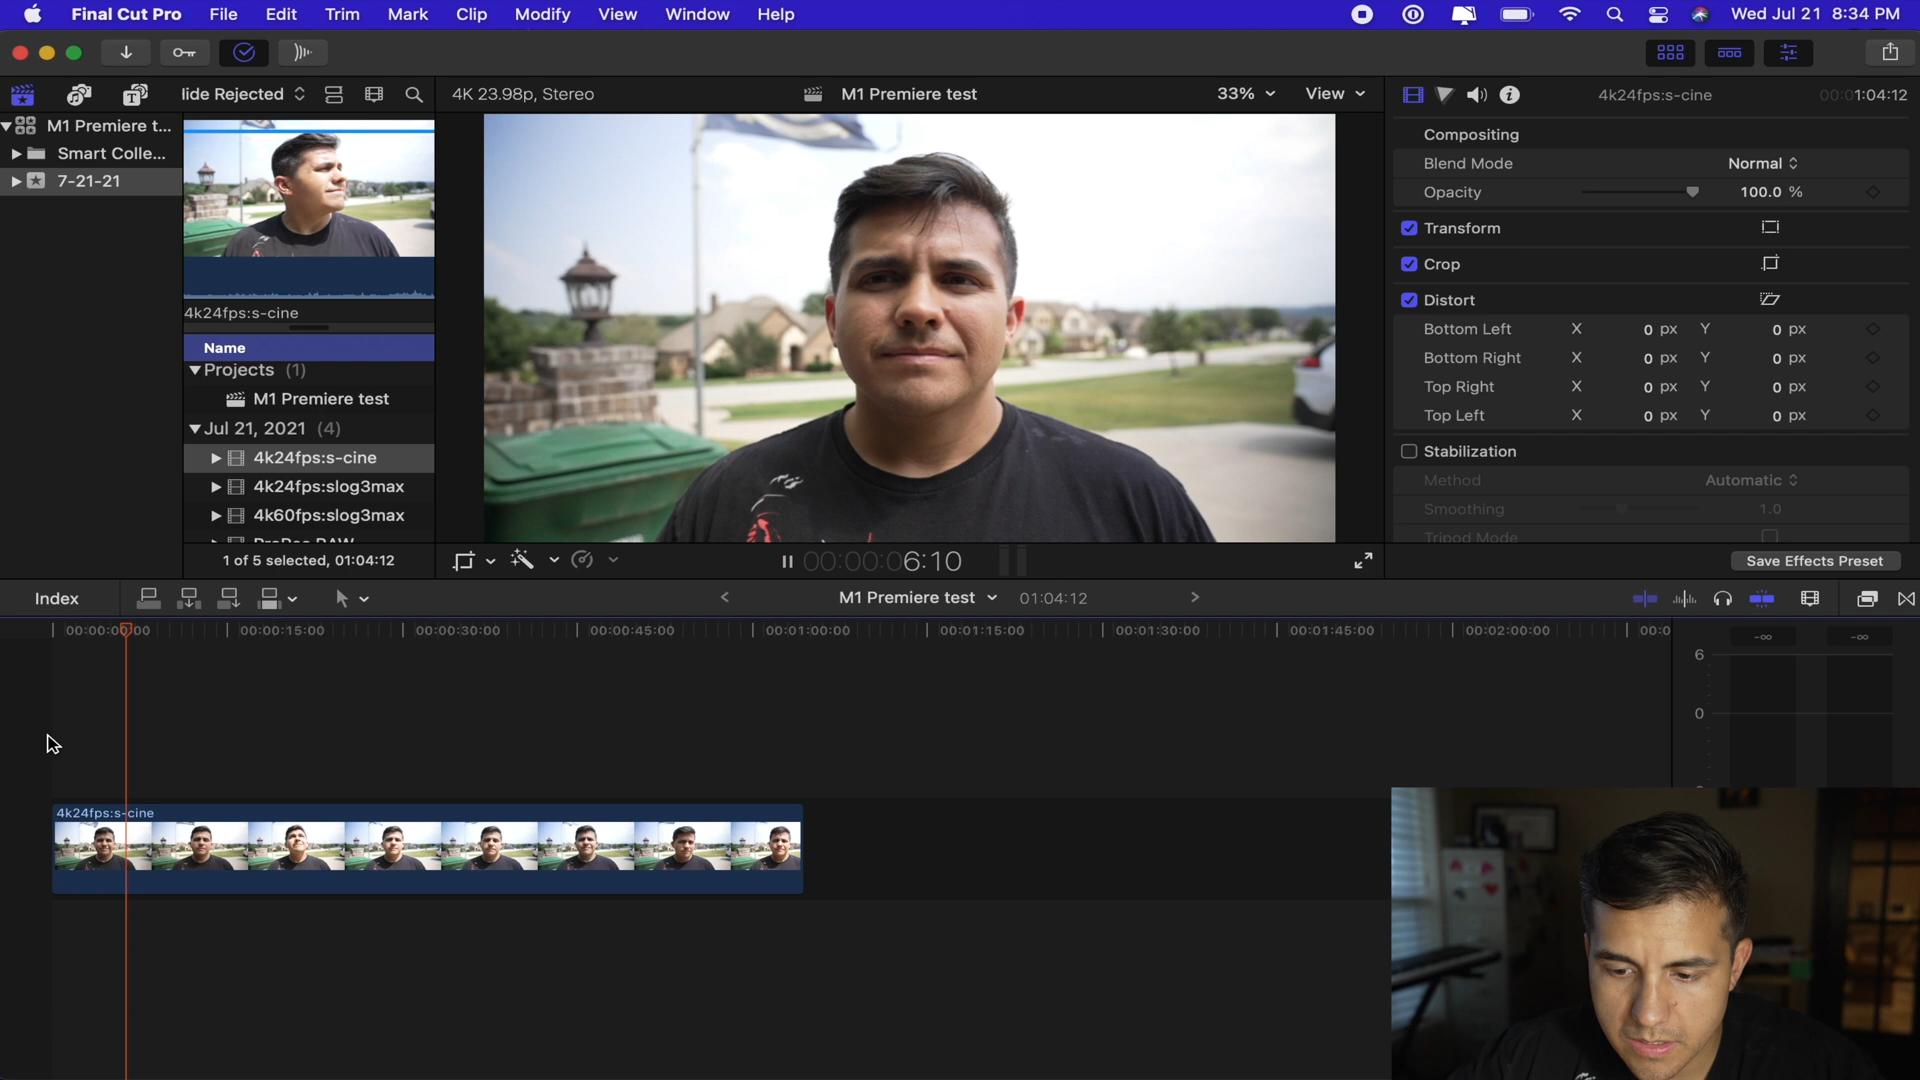 Final Cut Pro File Edit Trim Mark Clip Modify View Window Help Wed Jul 21 8:34 PM
lide Rejected
4K 23.98p, Stereo
M1 Premiere test
33%
View
4k24fps:s-cine
00:01:04:12
M1 Premiere t...
Smart Colle...
7-21-21
4k24fps:s-cine
Name
Projects (1)
M1 Premiere test
Jul 21, 2021 (4)
4k24fps:s-cine
4k24fps:slog3max
4k60fps:slog3max
1 of 5 selected, 01:04:12
00:00:06:10
Compositing
Blend Mode Normal
Opacity 100.0 %
Transform
Crop
Distort
Bottom Left X 0 px Y 0 px
Bottom Right X 0 px Y 0 px
Top Right X 0 px Y 0 px
Top Left X 0 px Y 0 px
Stabilization
Method Automatic
Smoothing 1.0
Tripod Mode
Save Effects Preset
Index
M1 Premiere test 01:04:12
00:00:00:00 00:00:15:00 00:00:30:00 00:00:45:00 00:01:00:00 00:01:15:00 00:01:30:00 00:01:45:00 00:02:00:00 00:0
-∞ -∞
6
0
4k24fps:s-cine